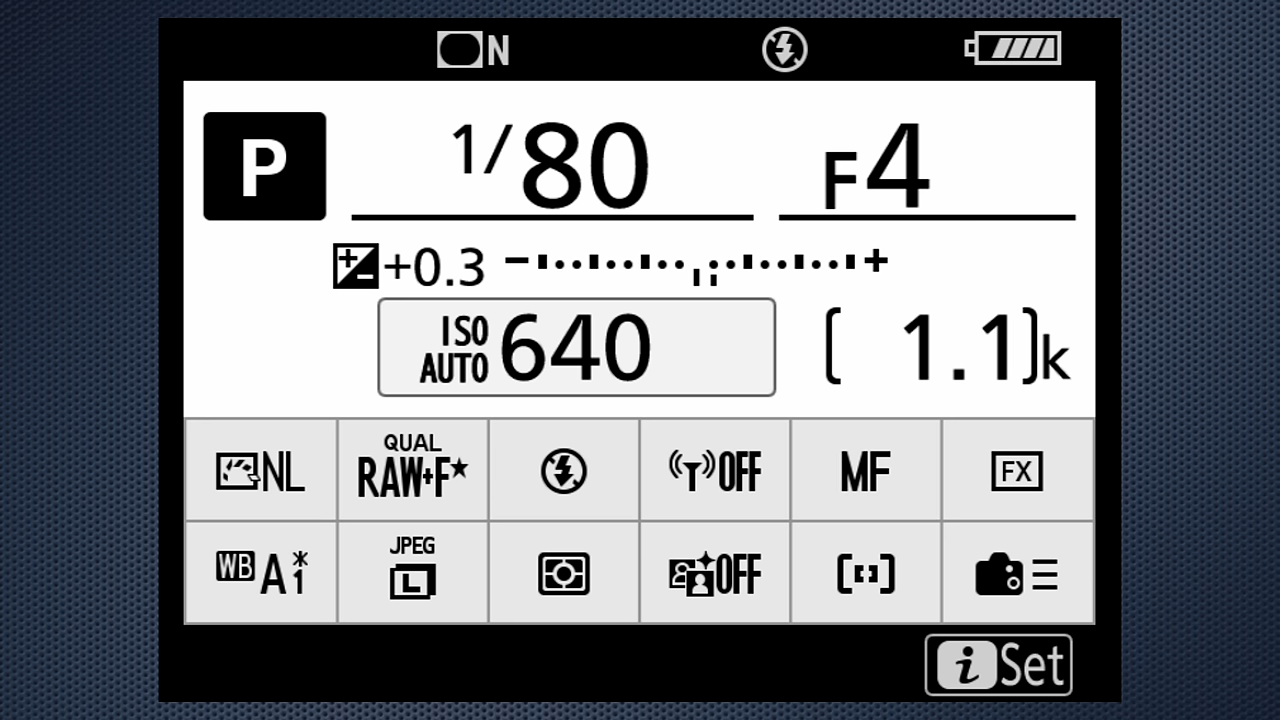 N
P 1/80 F4
+0.3 - +
ISO AUTO 640 [ 1.1]k
NL QUAL RAW+F★ OFF MF FX
WB A1* JPEG L OFF
i Set